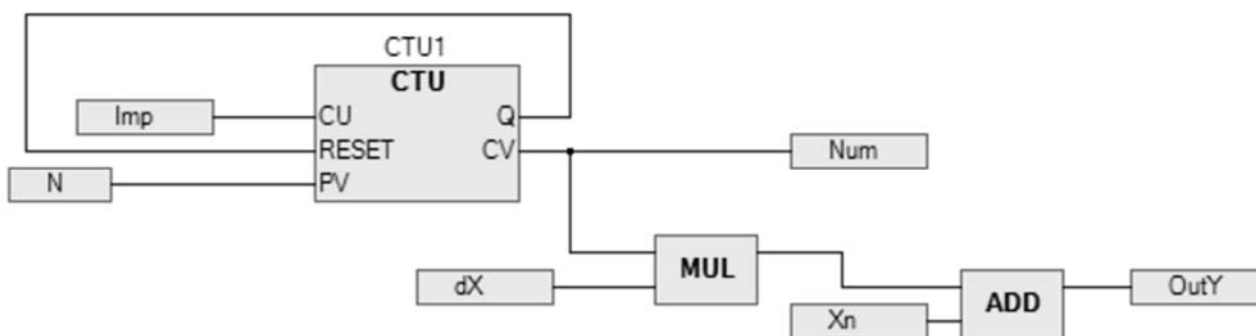 CTU1
CTU
Imp
CU
Q
RESET
CV
Num
N
PV
MUL
dX
OutY
ADD
Xn